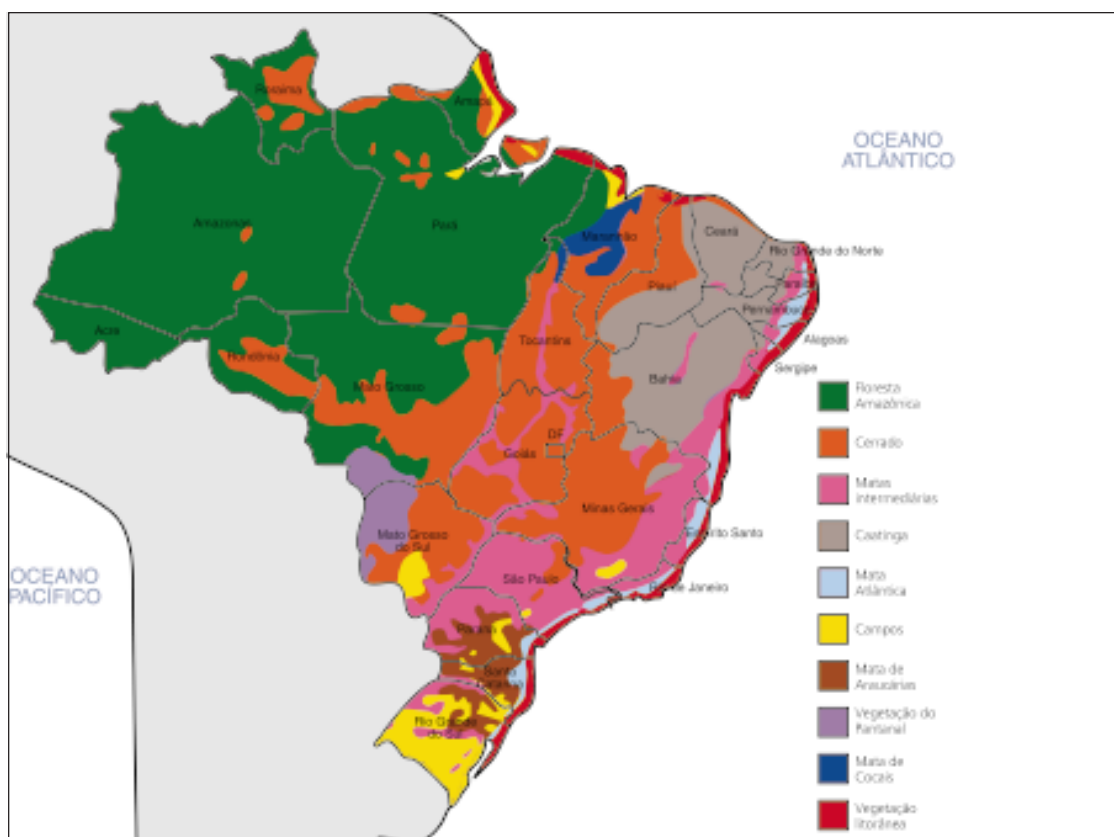 Roraima
Amapá
OCEANO
ATLÂNTICO
Amazonas
Pará
Maranhão
Ceará
Rio Grande do Norte
Paraíba
Piauí
Pernambuco
Acre
Tocantins
Alagoas
Rondônia
Sergipe
Mato Grosso
Bahia
DF
Goiás
Minas Gerais
Espírito Santo
Mato Grosso
do Sul
São Paulo
Rio de Janeiro
OCEANO
PACÍFICO
Paraná
Santa
Catarina
Rio Grande
do Sul
Floresta
Amazônica
Cerrado
Matas
intermediárias
Caatinga
Mata
Atlântica
Campos
Mata de
Araucárias
Vegetação do
Pantanal
Mata de
Cocais
Vegetação
litorânea